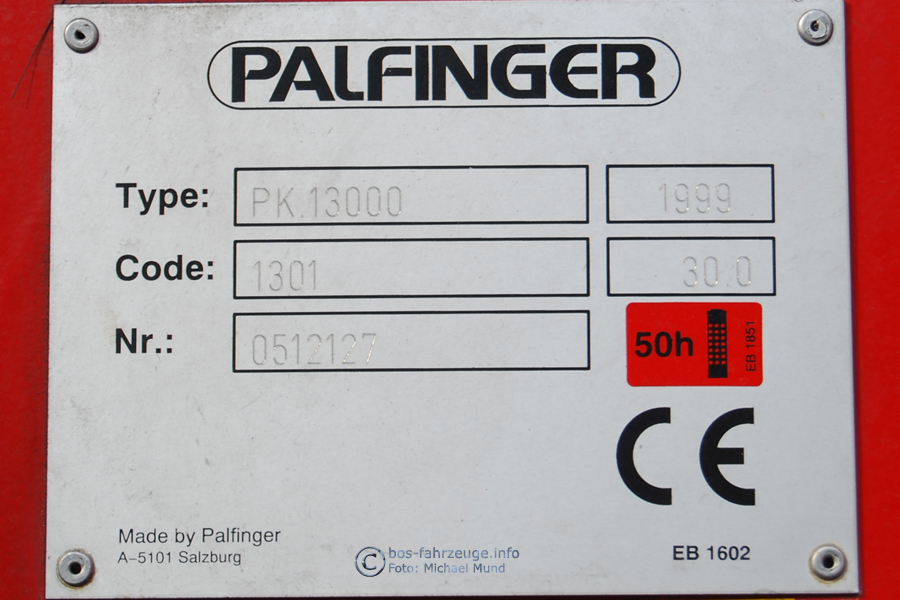 PALFINGER
Type: PK.13000 1999
Code: 1301 30.0
Nr.: 0512127
50h EB 1851
CE
Made by Palfinger
A-5101 Salzburg
© bos-fahrzeuge.info
Foto: Michael Mund
EB 1602